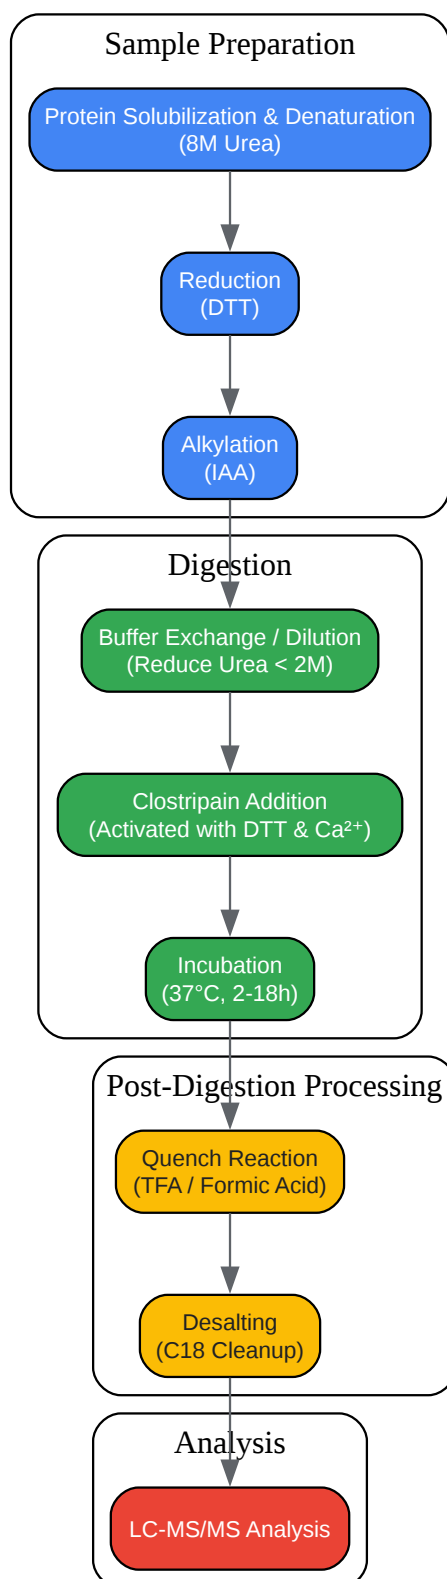 Sample Preparation
Protein Solubilization & Denaturation
(8M Urea)
Reduction
(DTT)
Alkylation
(IAA)
Digestion
Buffer Exchange / Dilution
(Reduce Urea < 2M)
Clostripain Addition
(Activated with DTT & Ca²⁺)
Incubation
(37°C, 2-18h)
Post-Digestion Processing
Quench Reaction
(TFA / Formic Acid)
Desalting
(C18 Cleanup)
Analysis
LC-MS/MS Analysis